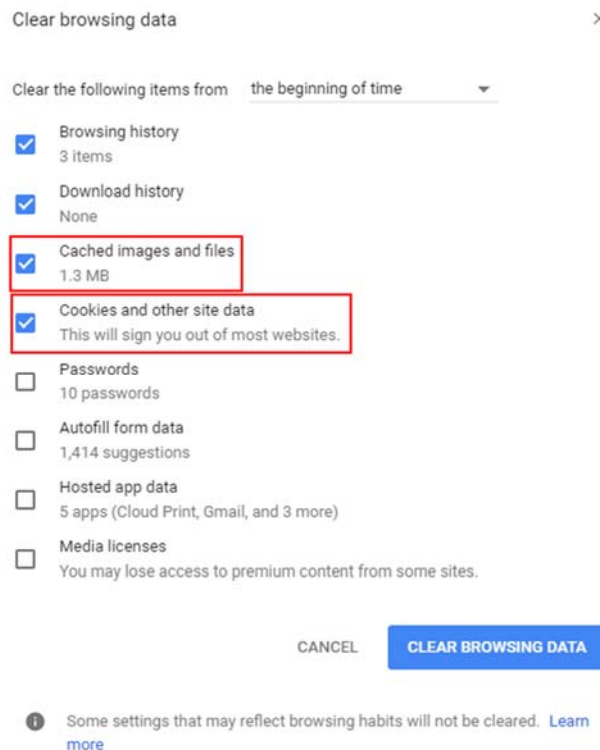 Clear browsing data
Clear the following items from the beginning of time
Browsing history
3 items
Download history
None
Cached images and files
1.3 MB
Cookies and other site data
This will sign you out of most websites.
Passwords
10 passwords
Autofill form data
1,414 suggestions
Hosted app data
5 apps (Cloud Print, Gmail, and 3 more)
Media licenses
You may lose access to premium content from some sites.
CANCEL CLEAR BROWSING DATA
Some settings that may reflect browsing habits will not be cleared. Learn
more